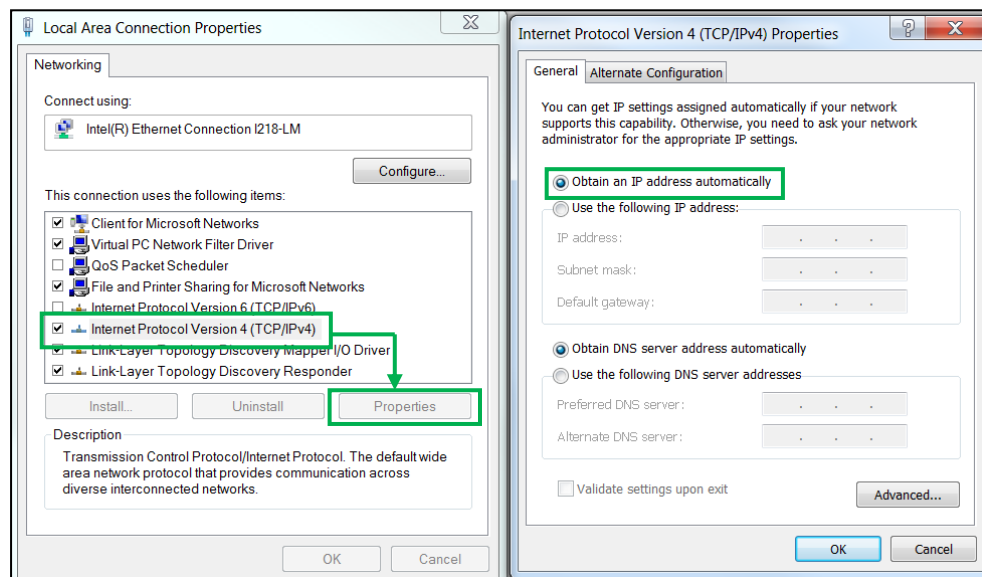 Local Area Connection Properties
Networking
Connect using:
Intel(R) Ethernet Connection I218-LM
Configure...
This connection uses the following items:
Client for Microsoft Networks
Virtual PC Network Filter Driver
QoS Packet Scheduler
File and Printer Sharing for Microsoft Networks
Internet Protocol Version 6 (TCP/IPv6)
Internet Protocol Version 4 (TCP/IPv4)
Link-Layer Topology Discovery Mapper I/O Driver
Link-Layer Topology Discovery Responder
Install...
Uninstall
Properties
Description
Transmission Control Protocol/Internet Protocol. The default wide
area network protocol that provides communication across
diverse interconnected networks.
OK
Cancel
Internet Protocol Version 4 (TCP/IPv4) Properties
General
Alternate Configuration
You can get IP settings assigned automatically if your network
supports this capability. Otherwise, you need to ask your network
administrator for the appropriate IP settings.
Obtain an IP address automatically
Use the following IP address:
IP address:
Subnet mask:
Default gateway:
Obtain DNS server address automatically
Use the following DNS server addresses
Preferred DNS server:
Alternate DNS server:
Validate settings upon exit
Advanced...
OK
Cancel